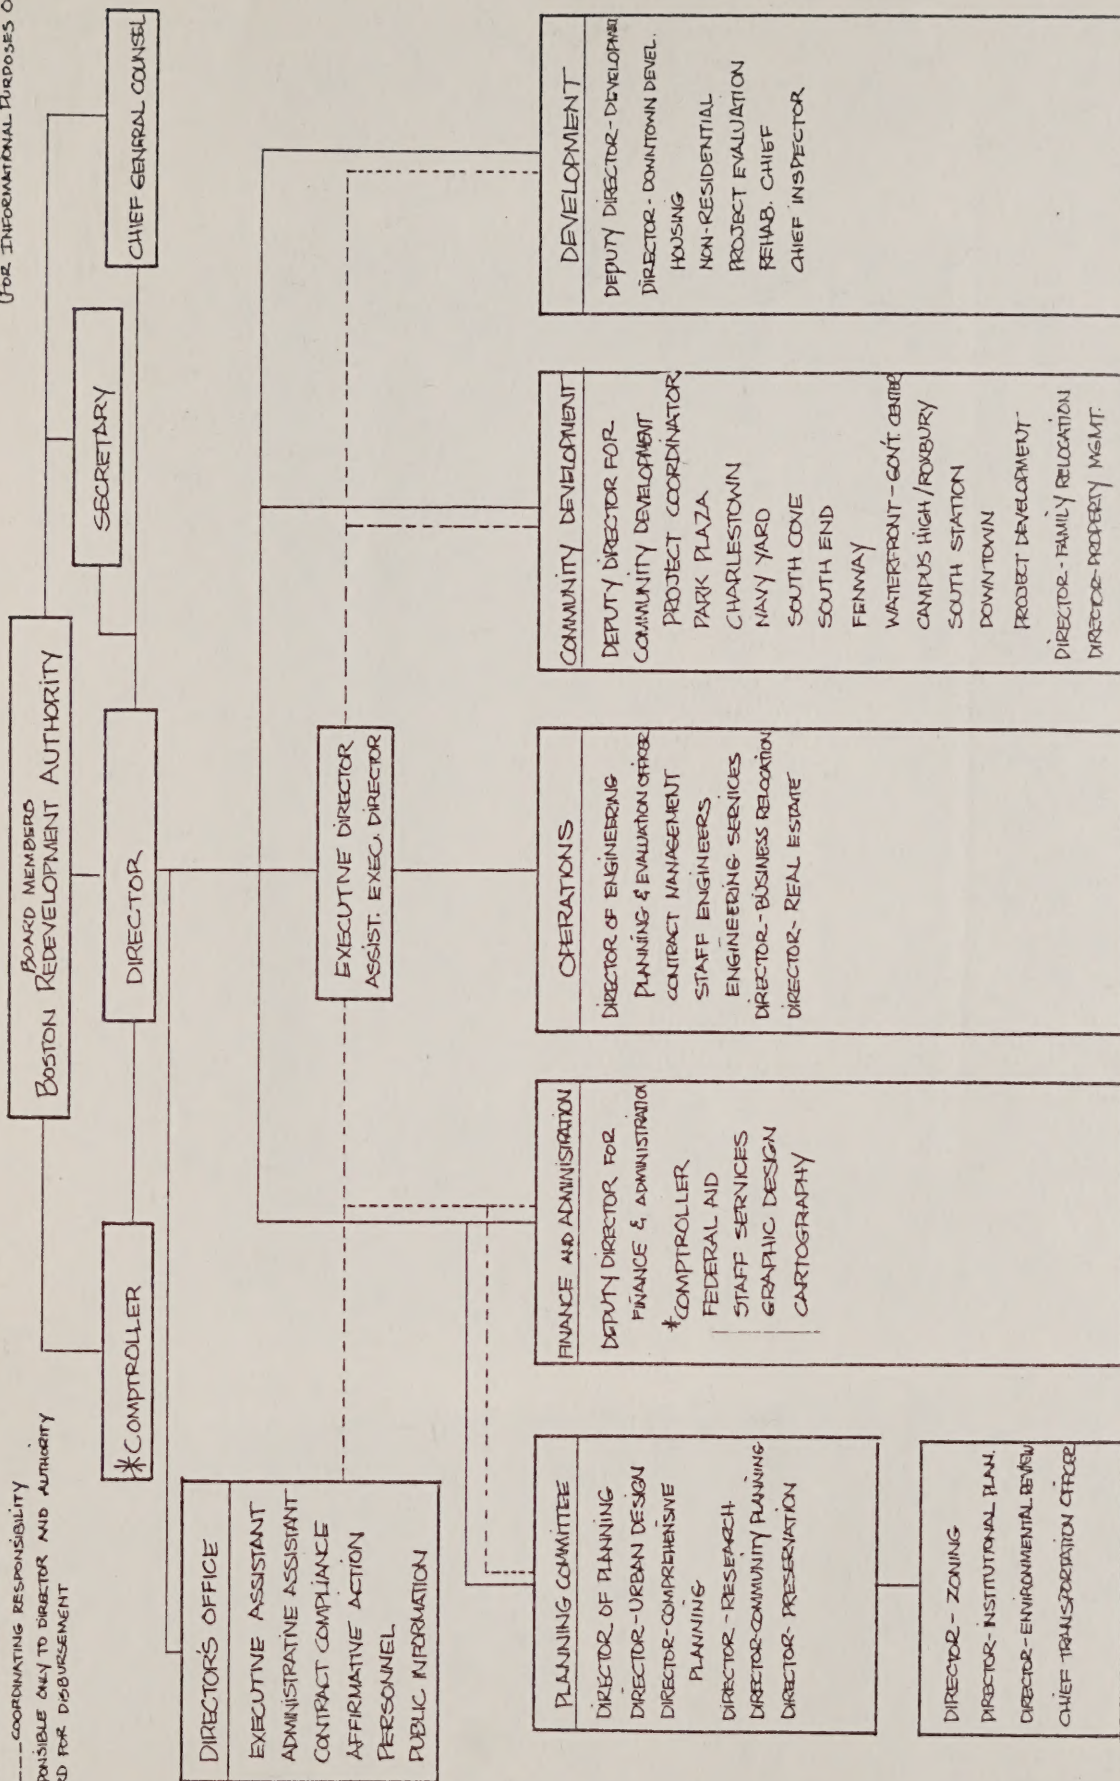 (FOR INFORMATIONAL PURPOSES
--- COORDINATING RESPONSIBILITY
ONLY TO DIRECTOR AND AUTHORITY
FOR DISBURSEMENT
BOARD MEMBERS
BOSTON REDEVELOPMENT AUTHORITY
*COMPTROLLER
DIRECTOR
SECRETARY
CHIEF GENERAL COUNSEL
DIRECTOR'S OFFICE
EXECUTIVE ASSISTANT
ADMINISTRATIVE ASSISTANT
CONTRACT COMPLIANCE
AFFIRMATIVE ACTION
PERSONNEL
PUBLIC INFORMATION
EXECUTIVE DIRECTOR
ASSIST. EXEC. DIRECTOR
PLANNING COMMITTEE
DIRECTOR OF PLANNING
DIRECTOR-URBAN DESIGN
DIRECTOR-COMPREHENSIVE
PLANNING
DIRECTOR-RESEARCH
DIRECTOR-COMMUNITY PLANNING
DIRECTOR-PRESERVATION
DIRECTOR - ZONING
DIRECTOR-INSTITUTIONAL PLAN.
DIRECTOR-ENVIRONMENTAL REVIEW
CHIEF TRANSPORTATION OFFICER
FINANCE AND ADMINISTRATION
DEPUTY DIRECTOR FOR
FINANCE & ADMINISTRATION
*COMPTROLLER
FEDERAL AID
STAFF SERVICES
GRAPHIC DESIGN
CARTOGRAPHY
OPERATIONS
DIRECTOR OF ENGINEERING
PLANNING & EVALUATION OFFICER
CONTRACT MANAGEMENT
STAFF ENGINEERS
ENGINEERING SERVICES
DIRECTOR-BUSINESS RELOCATION
DIRECTOR-REAL ESTATE
COMMUNITY DEVELOPMENT
DEPUTY DIRECTOR FOR
COMMUNITY DEVELOPMENT
PROJECT COORDINATOR
PARK PLAZA
CHARLESTOWN
NAVY YARD
SOUTH COVE
SOUTH END
FENWAY
WATERFRONT-GOV'T. CENTER
CAMPUS HIGH/ROXBURY
SOUTH STATION
DOWNTOWN
PROJECT DEVELOPMENT
DIRECTOR-FAMILY RELOCATION
DIRECTOR-PROPERTY MGMT.
DEVELOPMENT
DEPUTY DIRECTOR-DEVELOPMENT
DIRECTOR-DOWNTOWN DEVEL.
HOUSING
NON-RESIDENTIAL
PROJECT EVALUATION
REHAB. CHIEF
CHIEF INSPECTOR